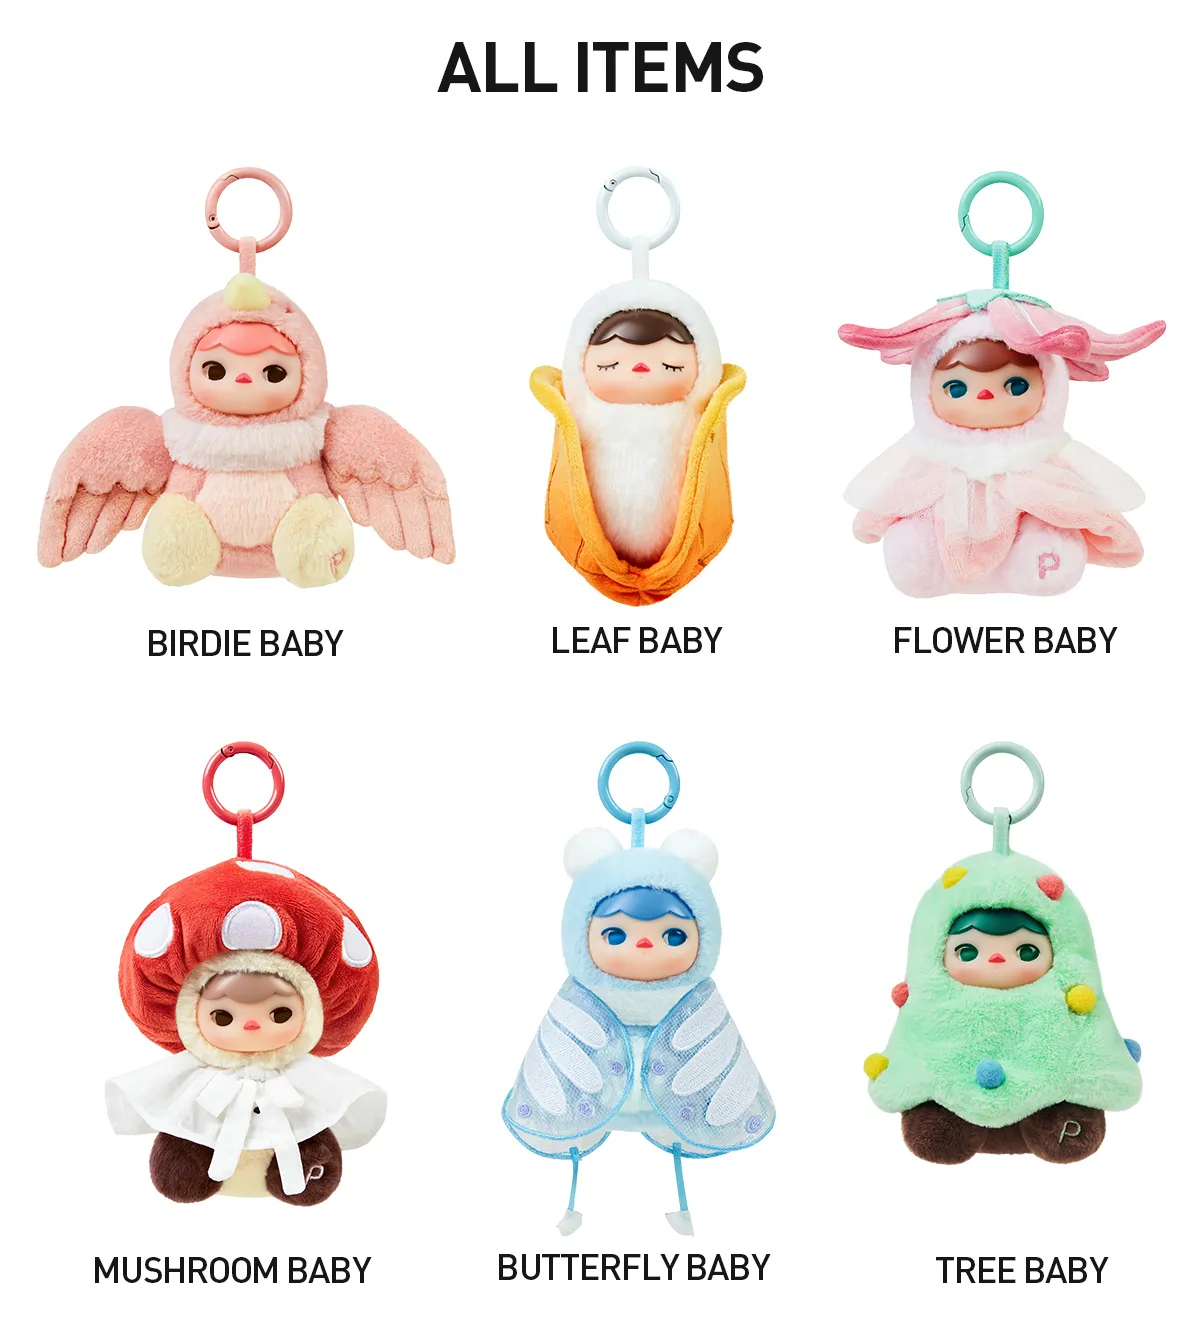 ALL ITEMS
BIRDIE BABY
LEAF BABY
FLOWER BABY
MUSHROOM BABY
BUTTERFLY BABY
TREE BABY
P
P
P
P